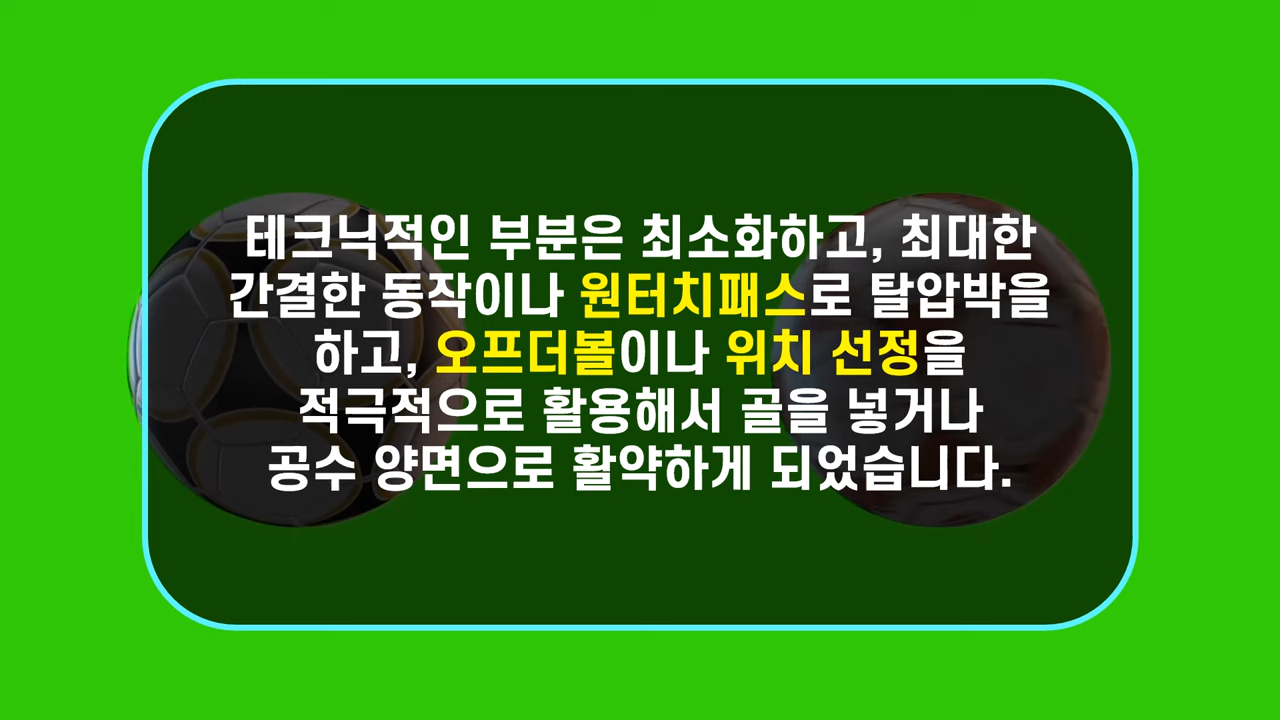 테크닉적인 부분은 최소화하고, 최대한
간결한 동작이나 원터치패스로 탈압박을
하고, 오프더볼이나 위치 선정을
적극적으로 활용해서 골을 넣거나
공수 양면으로 활약하게 되었습니다.